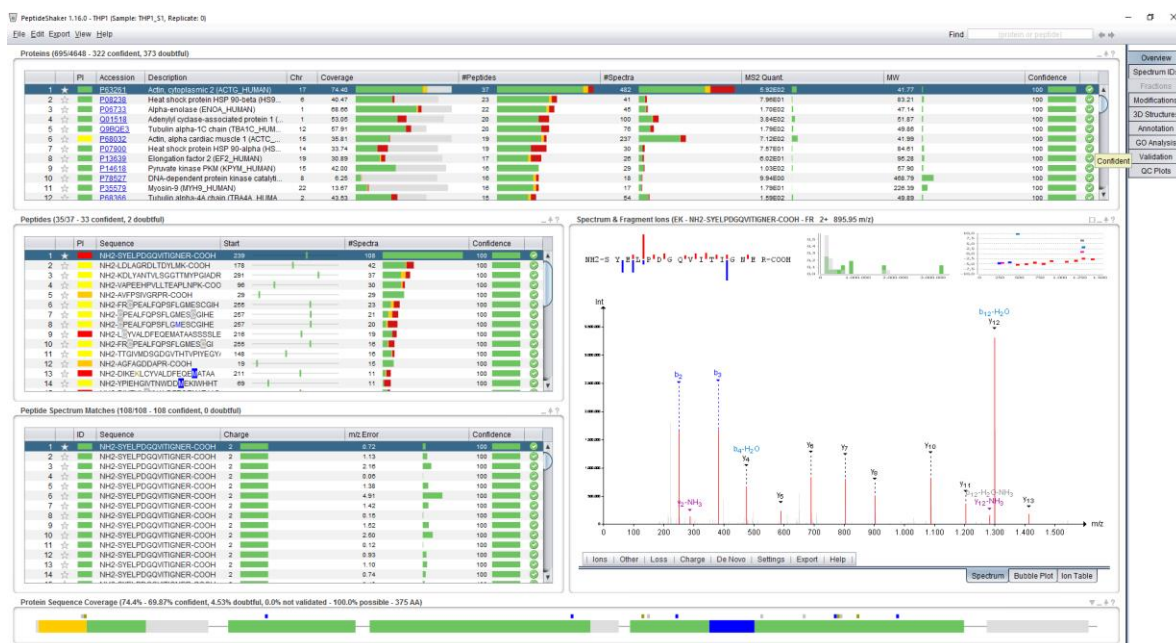 PeptideShaker 1.16.0 - THP1 (Sample: THP1_S1, Replicate: 0)
File Edit Export View Help
Find (protein or peptide)
Proteins (695/4648 - 322 confident, 373 doubtful)
PI Accession Description Chr Coverage #Peptides #Spectra MS2 Quant. MW Confidence
1 P63261 Actin, cytoplasmic 2 (ACTG_HUMAN) 17 74.40 37 482 5.92E02 41.77 100
2 P08238 Heat shock protein HSP 90-beta (HS9... 6 40.47 23 41 7.96E01 83.21 100
3 P06733 Alpha-enolase (ENOA_HUMAN) 1 68.66 22 45 1.70E02 47.14 100
4 Q01518 Adenylyl cyclase-associated protein 1 (... 1 53.05 20 100 3.84E02 51.87 100
5 Q9BQE3 Tubulin alpha-1C chain (TBA1C_HUM... 12 57.91 20 76 1.79E02 49.86 100
6 P68032 Actin, alpha cardiac muscle 1 (ACTC_... 15 35.81 19 237 7.12E02 41.99 100
7 P07900 Heat shock protein HSP 90-alpha (HS... 14 33.74 19 30 7.57E01 84.61 100
8 P13639 Elongation factor 2 (EF2_HUMAN) 19 30.89 17 26 6.02E01 95.28 100
9 P14618 Pyruvate kinase PKM (KPYM_HUMAN) 15 42.00 16 29 1.03E02 57.90 100
10 P78527 DNA-dependent protein kinase catalyti... 8 5.25 16 18 9.94E00 468.79 100
11 P35579 Myosin-9 (MYH9_HUMAN) 22 13.67 16 17 1.79E01 226.39 100
12 P68366 Tubulin alpha-4A chain (TBA4A_HUMA 2 43.53 15 54 1.59E02 49.89 100
Overview
Spectrum IDs
Fractions
Modifications
3D Structures
Annotation
GO Analysis
Validation
QC Plots
Confident
Peptides (35/37 - 33 confident, 2 doubtful)
PI Sequence Start #Spectra Confidence
1 NH2-SYELPDGQVITIGNER-COOH 239 108 100
2 NH2-LDLAGRDLTDYLMK-COOH 178 42 100
3 NH2-KDLYANTVLSGGTTMYPGIADR 291 37 100
4 NH2-VAPEEHPVLLTEAPLNPK-COO 96 30 100
5 NH2-AVFPSIVGRPR-COOH 29 29 100
6 NH2-FRCPEALFQPSFLGMESCGIH 255 23 100
7 NH2-CPEALFQPSFLGMESCGIHE 257 21 100
8 NH2-CPEALFQPSFLGMESCGIHE 257 20 100
9 NH2-LCYVALDFEQEMATAASSSSLE 216 19 100
10 NH2-FRCPEALFQPSFLGMESCGI 255 16 100
11 NH2-TTGIVMDSGDGVTHTVPIYEGY 148 16 100
12 NH2-AGFAGDDAPR-COOH 19 15 100
13 NH2-DIKEKLCYVALDFEQEMATAA 211 11 100
14 NH2-YPIEHGIVTNWDDMEKIWHHT 69 11 100
Peptide Spectrum Matches (108/108 - 108 confident, 0 doubtful)
ID Sequence Charge m/z Error Confidence
1 NH2-SYELPDGQVITIGNER-COOH 2 0.72 100
2 NH2-SYELPDGQVITIGNER-COOH 2 1.13 100
3 NH2-SYELPDGQVITIGNER-COOH 2 2.16 100
4 NH2-SYELPDGQVITIGNER-COOH 2 0.06 100
5 NH2-SYELPDGQVITIGNER-COOH 2 1.38 100
6 NH2-SYELPDGQVITIGNER-COOH 2 4.91 100
7 NH2-SYELPDGQVITIGNER-COOH 2 1.42 100
8 NH2-SYELPDGQVITIGNER-COOH 2 0.15 100
9 NH2-SYELPDGQVITIGNER-COOH 2 1.52 100
10 NH2-SYELPDGQVITIGNER-COOH 2 2.60 100
11 NH2-SYELPDGQVITIGNER-COOH 2 0.12 100
12 NH2-SYELPDGQVITIGNER-COOH 2 0.93 100
13 NH2-SYELPDGQVITIGNER-COOH 2 1.10 100
14 NH2-SYELPDGQVITIGNER-COOH 2 0.74 100
Spectrum & Fragment Ions (EK - NH2-SYELPDGQVITIGNER-COOH - FR 2+ 895.95 m/z)
NH2-S Y E L P D G Q V I T I G N E R-COOH
Int
b12-H2O
y12
b2
b3
b4-H2O
y4
y5
y6
y7
y8
y10
y11
b12-H2O-NH3
y12-NH3
y13
0 100 200 300 400 500 600 700 800 900 1.000 1.100 1.200 1.300 1.400 1.500
m/z
Ions | Other | Loss | Charge | De Novo | Settings | Export | Help
Spectrum Bubble Plot Ion Table
Protein Sequence Coverage (74.4% - 69.87% confident, 4.53% doubtful, 0.0% not validated - 100.0% possible - 375 AA)